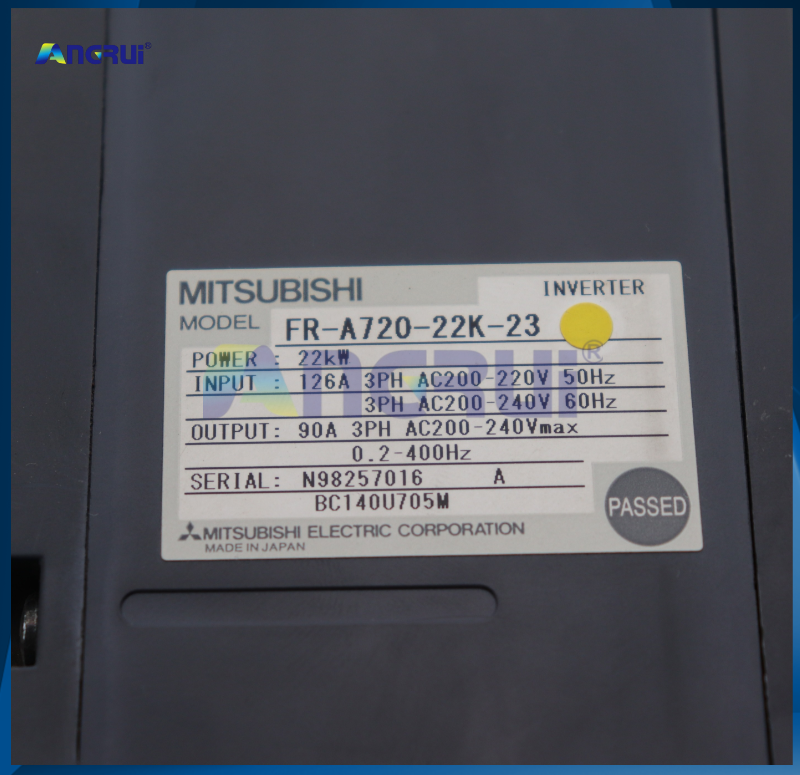 ANGRUI®
MITSUBISHI
INVERTER
MODEL FR-A720-22K-23
POWER : 22kW
INPUT : 126A 3PH AC200-220V 50Hz
3PH AC200-240V 60Hz
OUTPUT: 90A 3PH AC200-240Vmax
0.2-400Hz
SERIAL: N98257016 A
BC140U705M
PASSED
MITSUBISHI ELECTRIC CORPORATION
MADE IN JAPAN
ANGRUI®